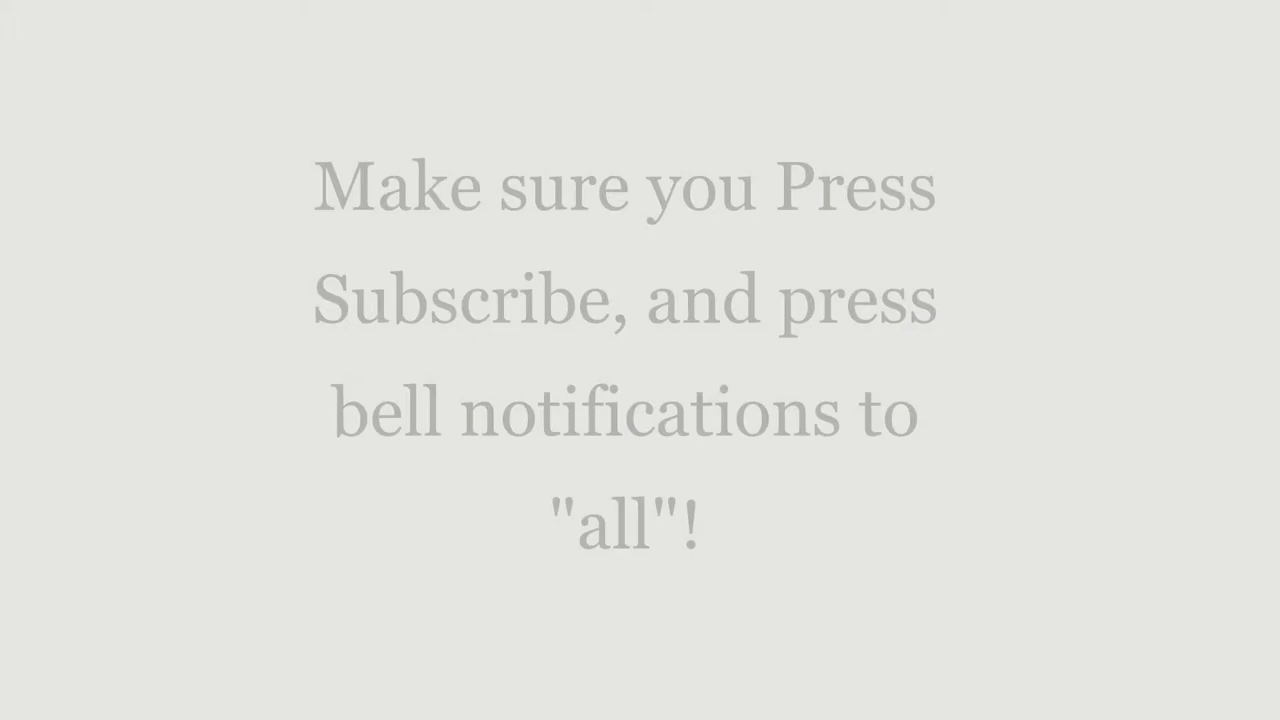 Make sure you Press
Subscribe, and press
bell notifications to
"all"!